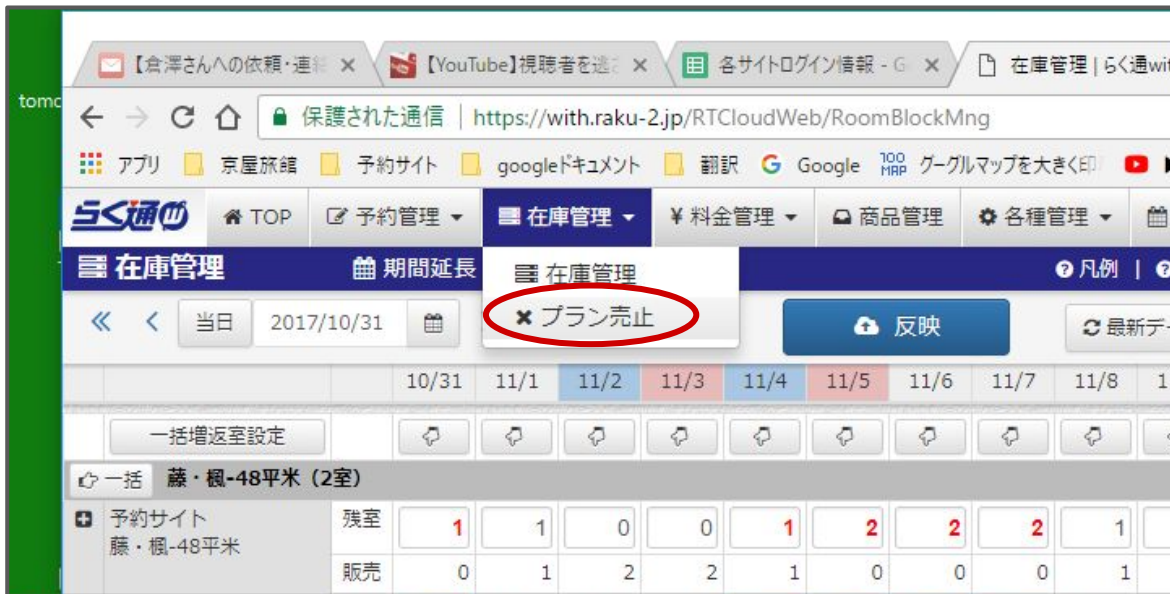 【倉澤さんへの依頼・連
【YouTube】視聴者を逃
各サイトログイン情報 - G
在庫管理 | らく通wit
tomo
保護された通信 | https://with.raku-2.jp/RTCloudWeb/RoomBlockMng
アプリ 京屋旅館 予約サイト googleドキュメント 翻訳 Google 100 MAP グーグルマップを大きく印
らく通 TOP 予約管理 在庫管理 ¥料金管理 商品管理 各種管理
在庫管理 期間延長 在庫管理 凡例 |
当日 2017/10/31 プラン売止 反映 最新デ
10/31 11/1 11/2 11/3 11/4 11/5 11/6 11/7 11/8 1
一括増返室設定
一括 藤・楓-48平米（2室）
予約サイト 残室 1 1 0 0 1 2 2 2 1
藤・楓-48平米
販売 0 1 2 2 1 0 0 0 1